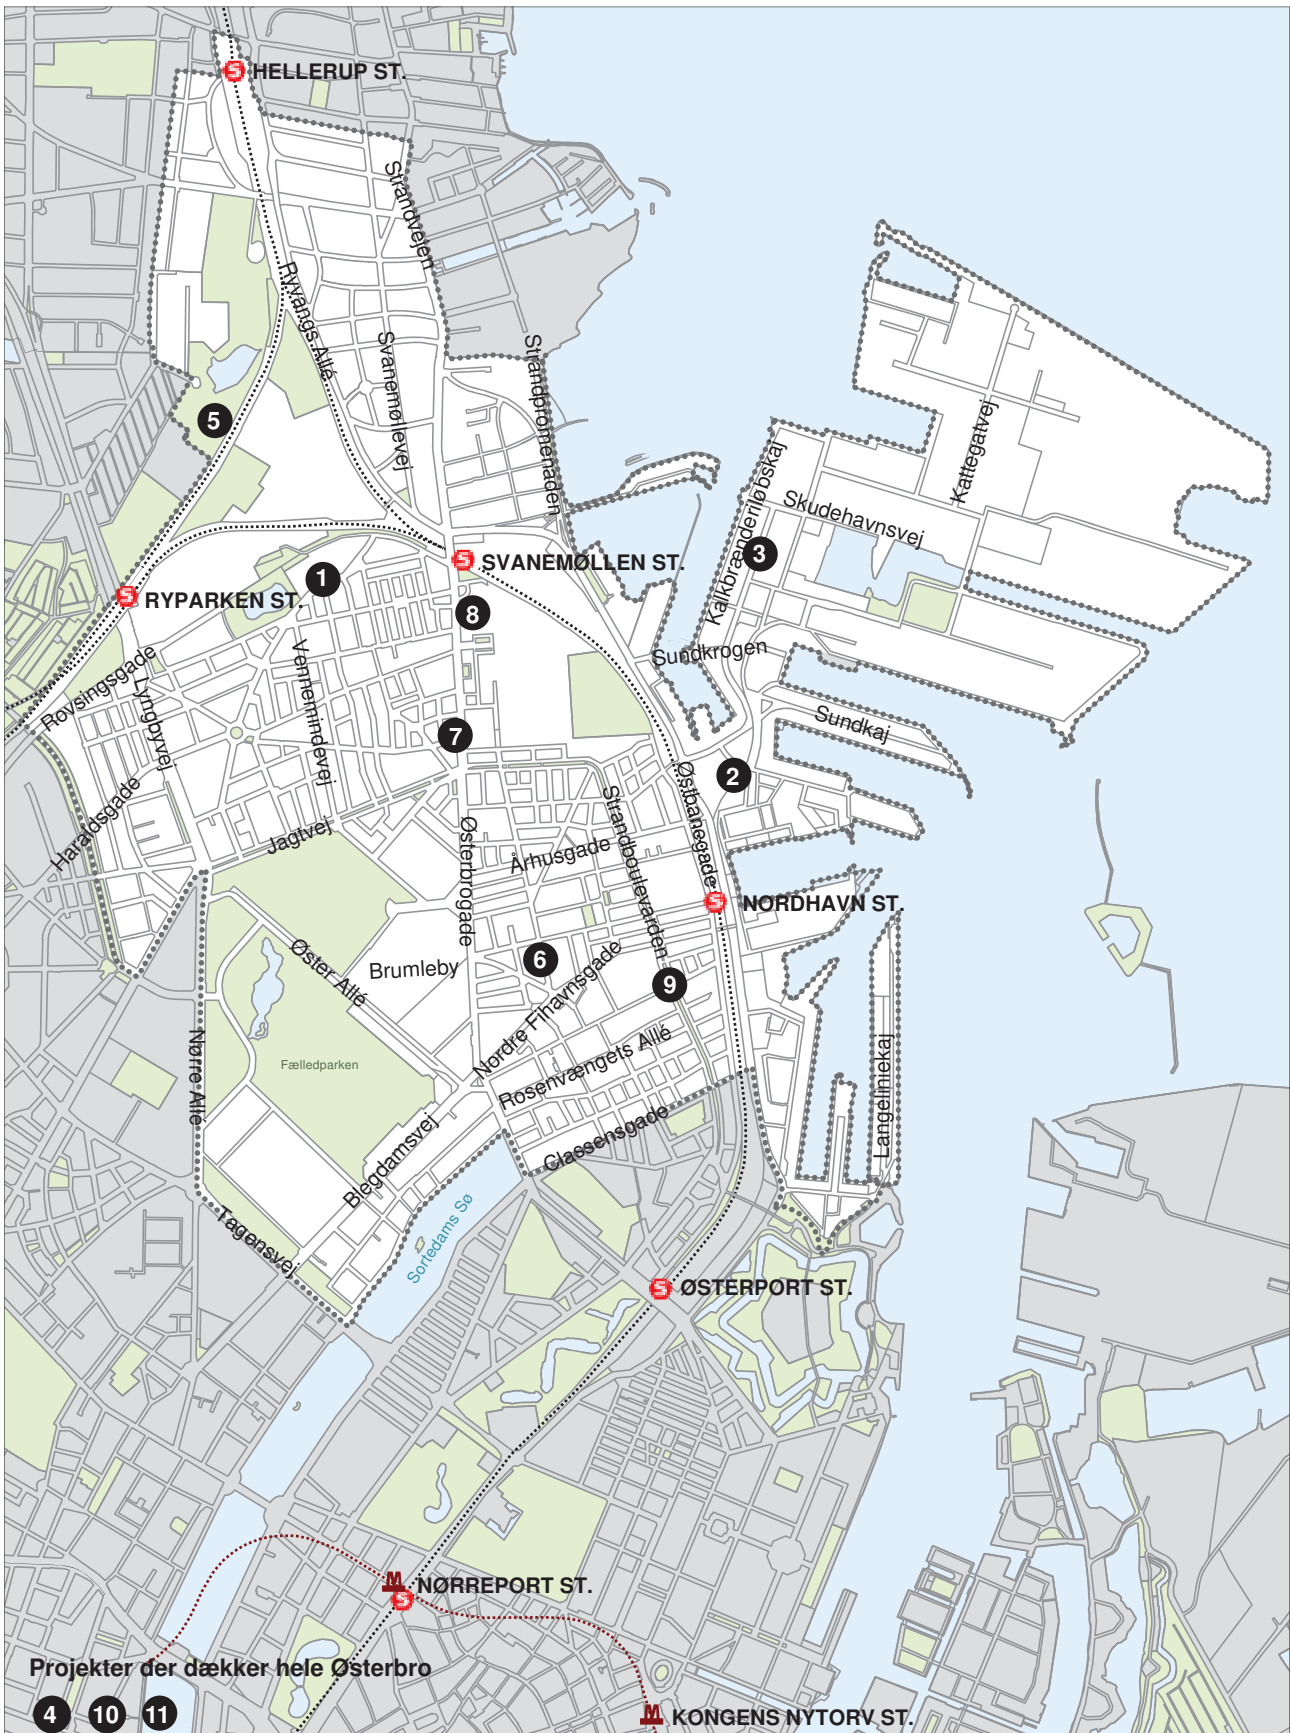 S HELLERUP ST.
Strandvejen
Ryvangs Allé
Svanemøllevej
Strandpromenaden
5
Kattegatvej
Kalkbrænderiløbskaj
Skudehavnsvej
3
S SVANEMØLLEN ST.
1
S RYPARKEN ST.
8
Sundkrogen
Rovsingsgade
Lyngbyvej
Vennemindevej
7
Sundkaj
2
Østbanegade
Haraldsgade
Jagtvej
Østerbrogade
Århusgade
Strandboulevarden
S NORDHAVN ST.
Øster Allé
Brumleby
6
Nordre Fihavnsgade
9
Nørre Allé
Fælledparken
Rosenvængets Allé
Classensgade
Langeliniekaj
Blegdamsvej
Tagensvej
Sortedams Sø
S ØSTERPORT ST.
M
S NØRREPORT ST.
Projekter der dækker hele Østerbro
4 10 11
M KONGENS NYTORV ST.